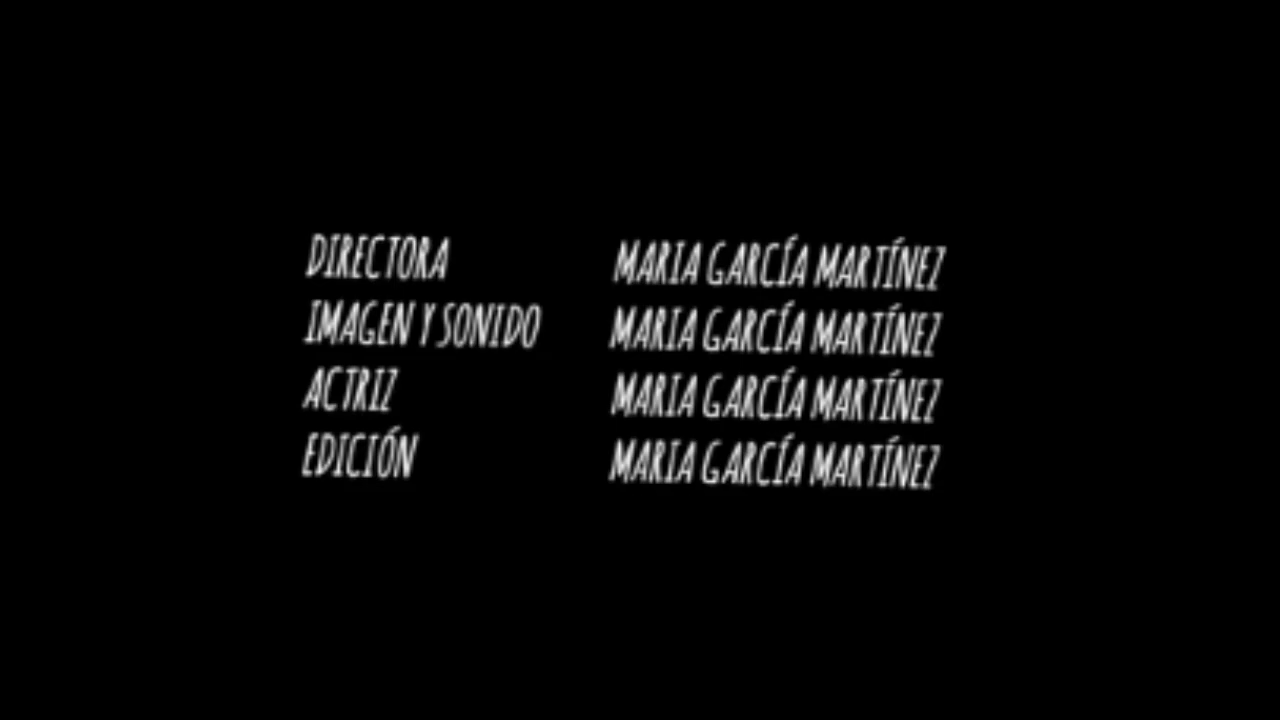 DIRECTORA MARIA GARCÍA MARTÍNEZ
IMAGEN Y SONIDO MARIA GARCÍA MARTÍNEZ
ACTRIZ MARIA GARCÍA MARTÍNEZ
EDICIÓN MARIA GARCÍA MARTÍNEZ